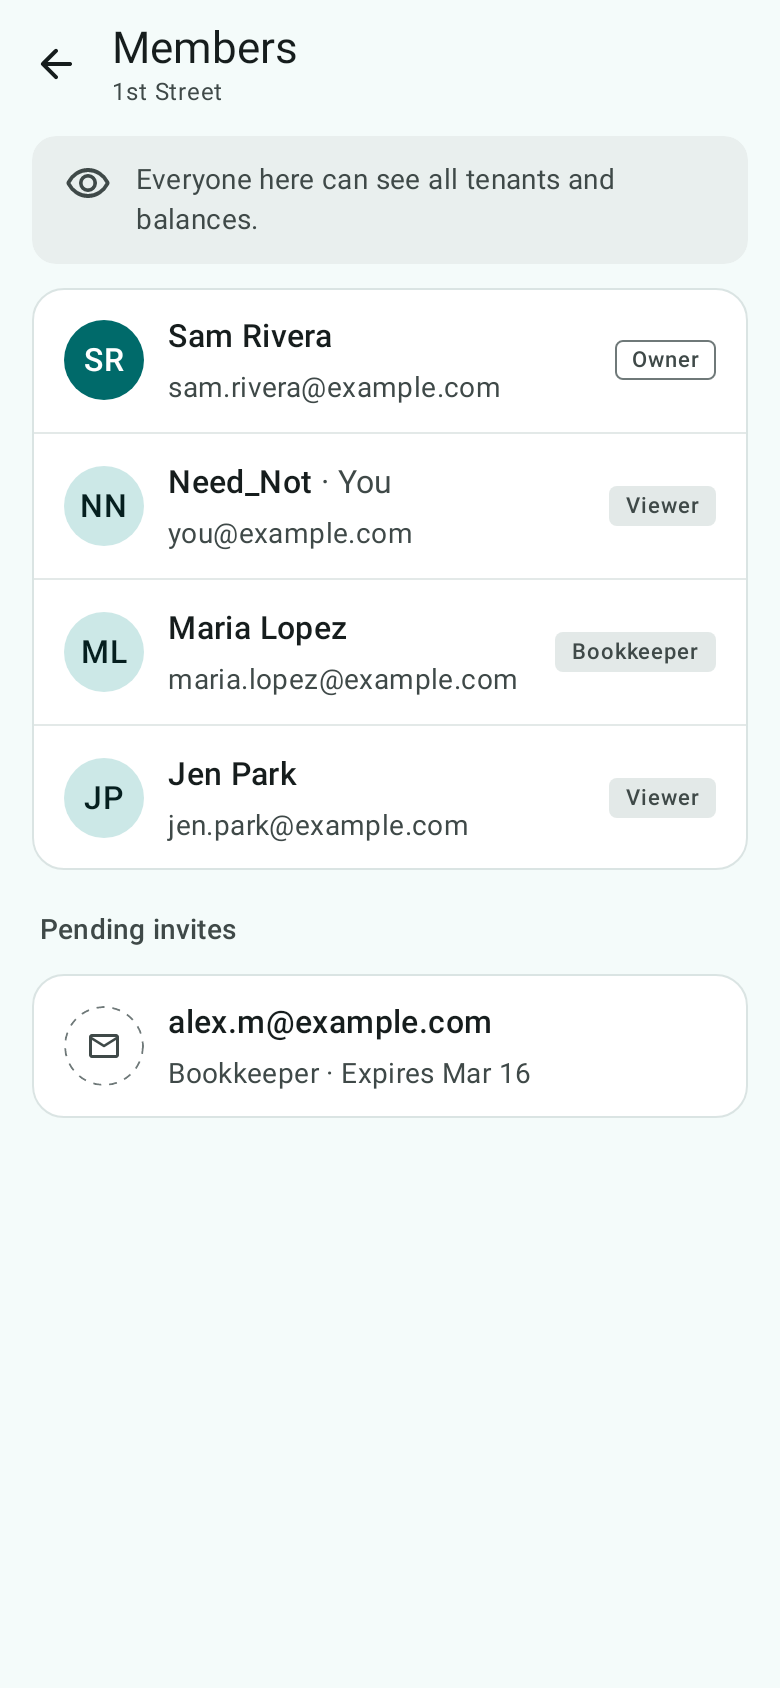 Members
1st Street
Everyone here can see all tenants and
balances.
SR
Sam Rivera
sam.rivera@example.com
Owner
NN
Need_Not · You
you@example.com
Viewer
ML
Maria Lopez
maria.lopez@example.com
Bookkeeper
JP
Jen Park
jen.park@example.com
Viewer
Pending invites
alex.m@example.com
Bookkeeper · Expires Mar 16